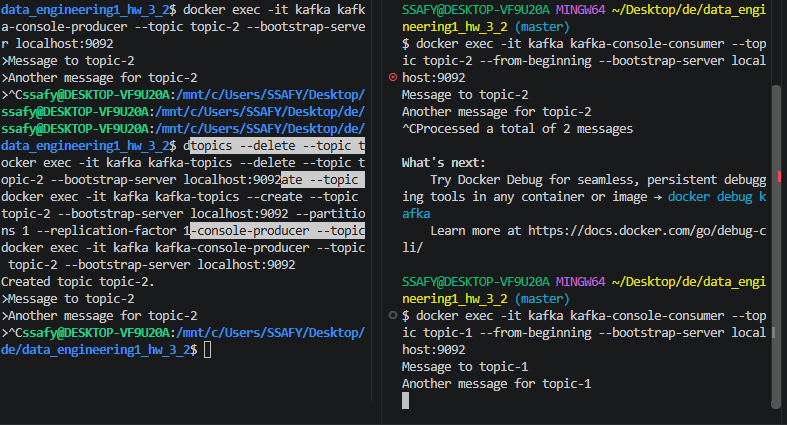 data_engineering1_hw_3_2$ docker exec -it kafka kafk
a-console-producer --topic topic-2 --bootstrap-serve
r localhost:9092
>Message to topic-2
>Another message for topic-2
>^Cssafy@DESKTOP-VF9U20A:/mnt/c/Users/SSAFY/Desktop/
ssafy@DESKTOP-VF9U20A:/mnt/c/Users/SSAFY/Desktop/de/
ssafy@DESKTOP-VF9U20A:/mnt/c/Users/SSAFY/Desktop/de/
data_engineering1_hw_3_2$ dtopics --delete --topic t
ocker exec -it kafka kafka-topics --delete --topic t
opic-2 --bootstrap-server localhost:9092ate --topic
docker exec -it kafka kafka-topics --create --topic
topic-2 --bootstrap-server localhost:9092 --partitio
ns 1 --replication-factor 1-console-producer --topic
docker exec -it kafka kafka-console-producer --topic
 topic-2 --bootstrap-server localhost:9092
Created topic topic-2.
>Message to topic-2
>Another message for topic-2
>^Cssafy@DESKTOP-VF9U20A:/mnt/c/Users/SSAFY/Desktop/
de/data_engineering1_hw_3_2$
SSAFY@DESKTOP-VF9U20A MINGW64 ~/Desktop/de/data_engi
neering1_hw_3_2 (master)
$ docker exec -it kafka kafka-console-consumer --top
ic topic-2 --from-beginning --bootstrap-server local
host:9092
Message to topic-2
Another message for topic-2
^CProcessed a total of 2 messages
What's next:
Try Docker Debug for seamless, persistent debugg
ing tools in any container or image → docker debug k
afka
Learn more at https://docs.docker.com/go/debug-c
li/
SSAFY@DESKTOP-VF9U20A MINGW64 ~/Desktop/de/data_engi
neering1_hw_3_2 (master)
$ docker exec -it kafka kafka-console-consumer --top
ic topic-1 --from-beginning --bootstrap-server local
host:9092
Message to topic-1
Another message for topic-1